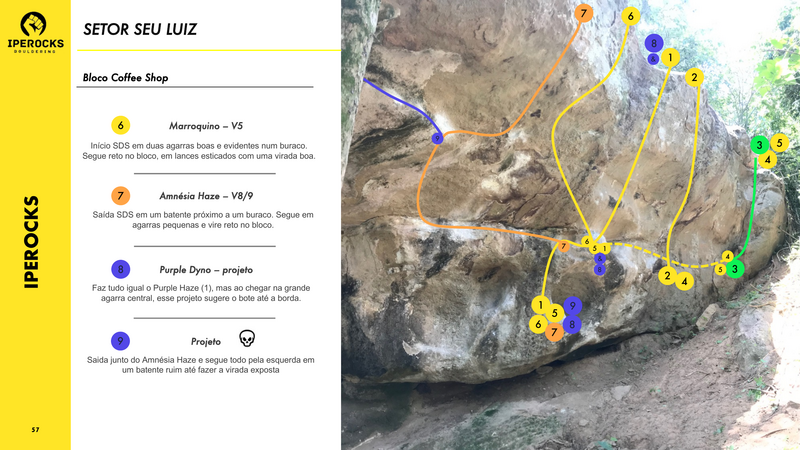 IPEROCKS
BOULDERING
SETOR SEU LUIZ
Bloco Coffee Shop
6 Marroquino – V5
Início SDS em duas agarras boas e evidentes num buraco.
Segue reto no bloco, em lances esticados com uma virada boa.
7 Amnésia Haze – V8/9
Saída SDS em um batente próximo a um buraco. Segue em
agarras pequenas e vire reto no bloco.
8 Purple Dyno – projeto
Faz tudo igual o Purple Haze (1), mas ao chegar na grande
agarra central, esse projeto sugere o bote até a borda.
9 Projeto
Saida junto do Amnésia Haze e segue todo pela esquerda em
um batente ruim até fazer a virada exposta
IPEROCKS
57
7
6
8
1
2
9
3
5
4
7
6
5
1
4
5
3
2
4
1
5
9
6
7
8